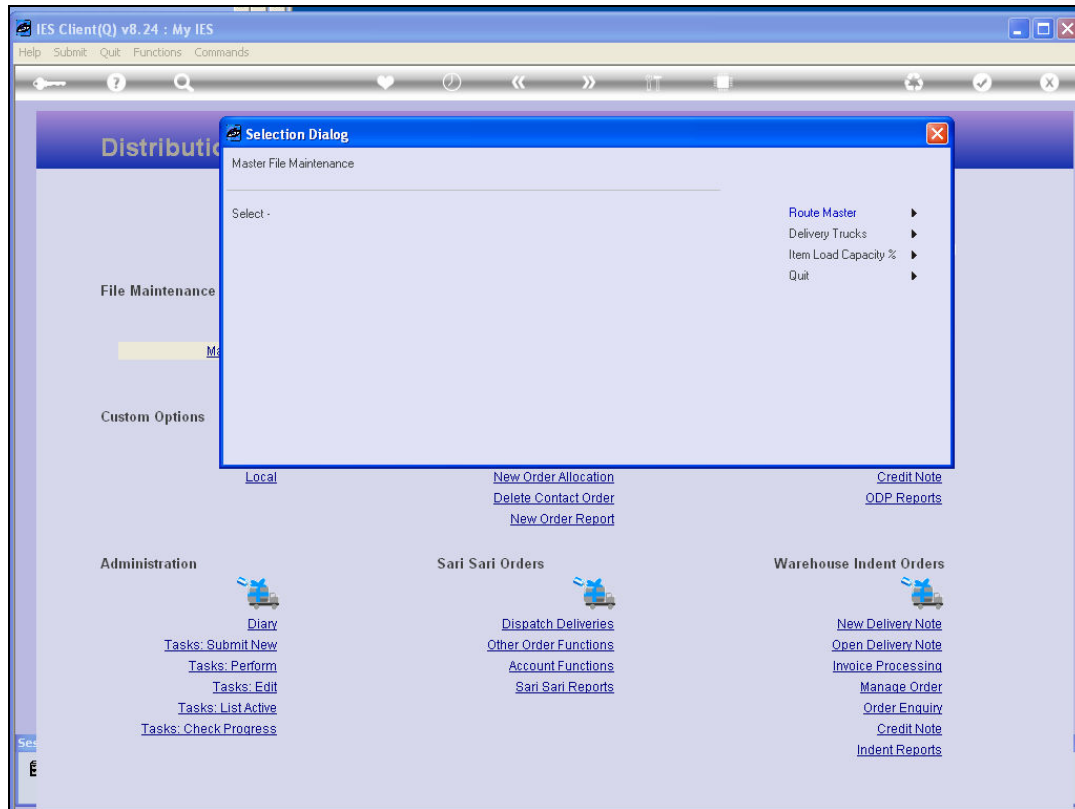 IES Client(Q) v8.24 : My IES
Help Submit Quit Functions Commands
Selection Dialog
Master File Maintenance
Select -
Route Master
Delivery Trucks
Item Load Capacity %
Quit
File Maintenance
Custom Options
Local
New Order Allocation
Delete Contact Order
New Order Report
Credit Note
ODP Reports
Administration
Diary
Tasks: Submit New
Tasks: Perform
Tasks: Edit
Tasks: List Active
Tasks: Check Progress
Sari Sari Orders
Dispatch Deliveries
Other Order Functions
Account Functions
Sari Sari Reports
Warehouse Indent Orders
New Delivery Note
Open Delivery Note
Invoice Processing
Manage Order
Order Enquiry
Credit Note
Indent Reports